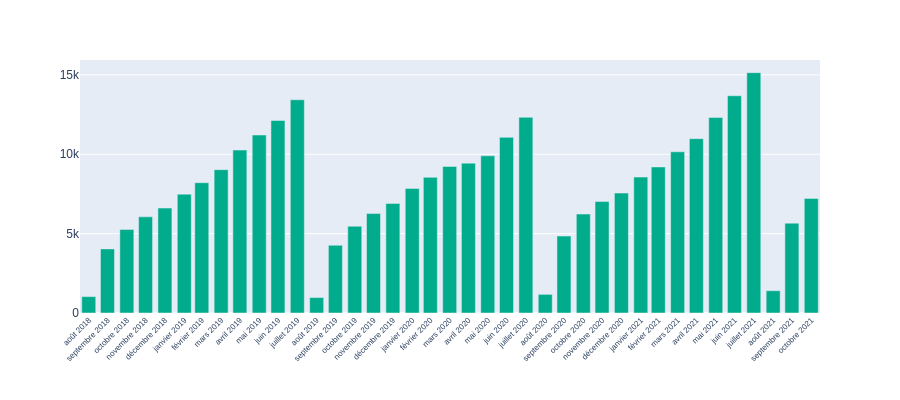 15k
10k
5k
0
août 2018
septembre 2018
octobre 2018
novembre 2018
décembre 2018
janvier 2019
février 2019
mars 2019
avril 2019
mai 2019
juin 2019
juillet 2019
août 2019
septembre 2019
octobre 2019
novembre 2019
décembre 2019
janvier 2020
février 2020
mars 2020
avril 2020
mai 2020
juin 2020
juillet 2020
août 2020
septembre 2020
octobre 2020
novembre 2020
décembre 2020
janvier 2021
février 2021
mars 2021
avril 2021
mai 2021
juin 2021
juillet 2021
août 2021
septembre 2021
octobre 2021